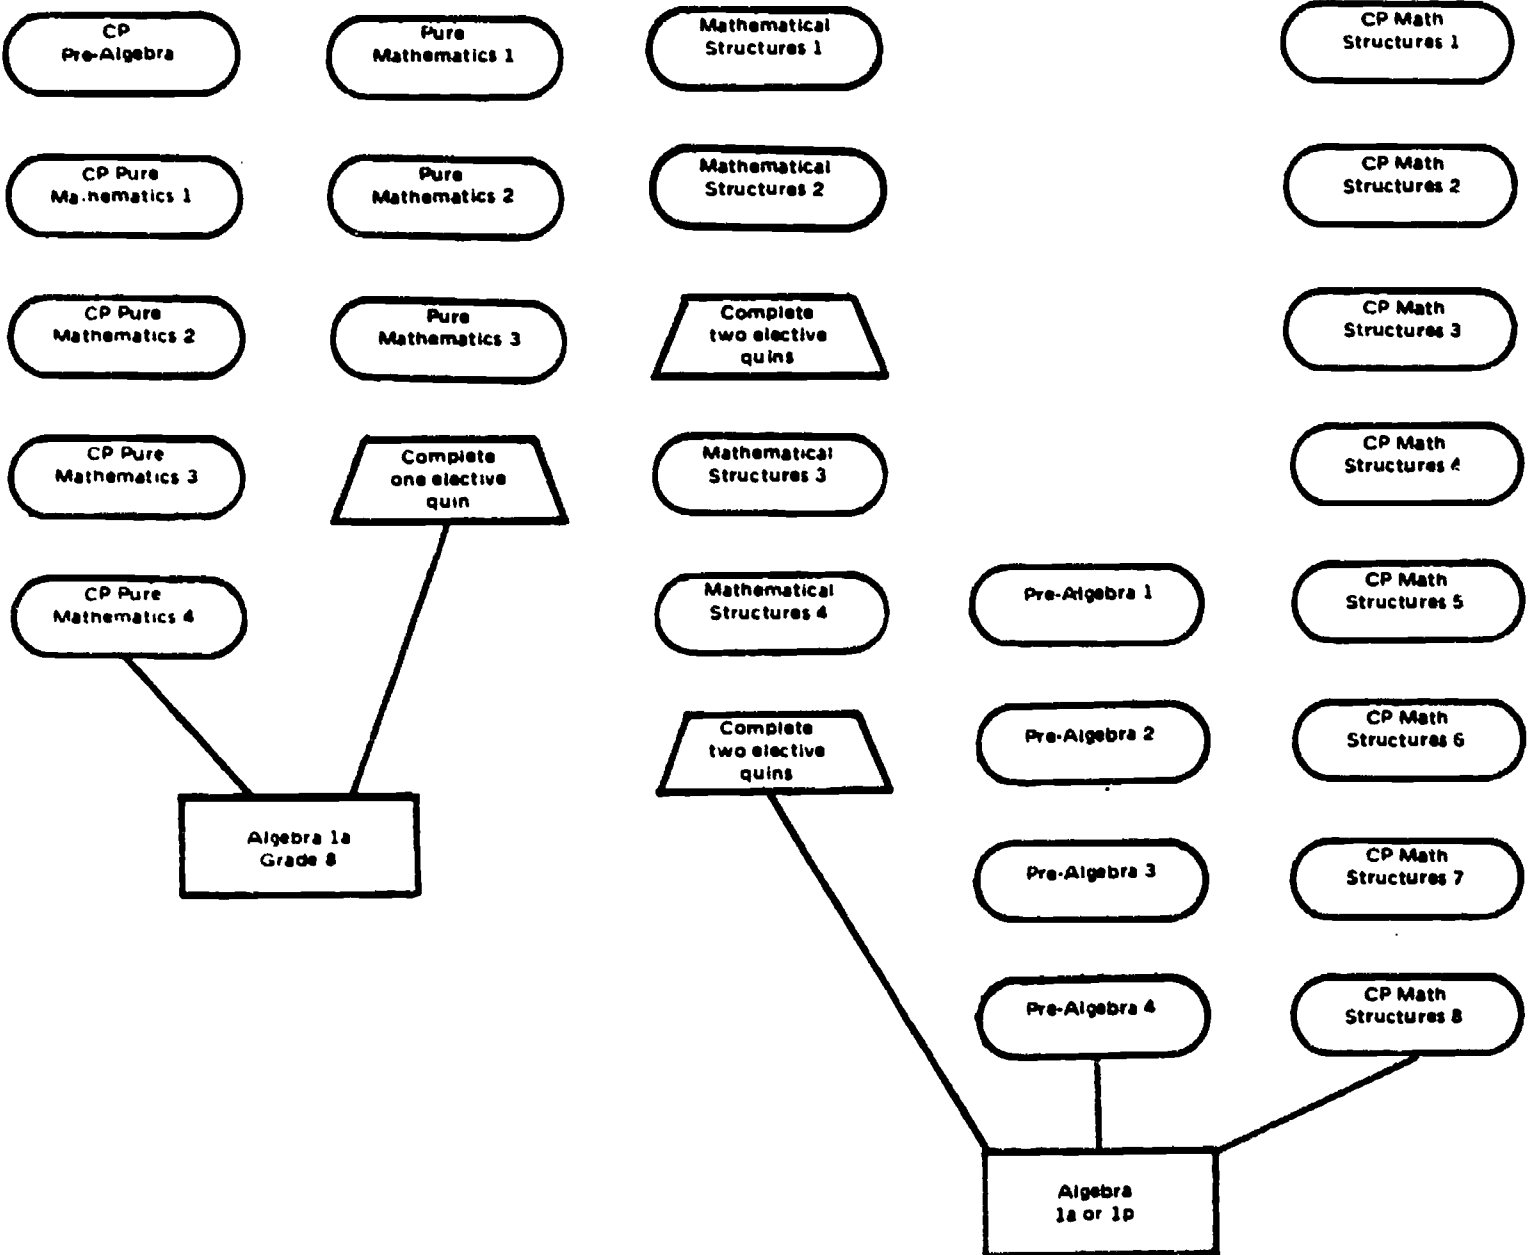 CP
Pre-Algebra
CP Pure
Ma.hematics 1
CP Pure
Mathematics 2
CP Pure
Mathematics 3
CP Pure
Mathematics 4
Pure
Mathematics 1
Pure
Mathematics 2
Pure
Mathematics 3
Complete
one elective
quin
Algebra 1a
Grade 8
Mathematical
Structures 1
Mathematical
Structures 2
Complete
two elective
quins
Mathematical
Structures 3
Mathematical
Structures 4
Complete
two elective
quins
Pre-Algebra 1
Pre-Algebra 2
Pre-Algebra 3
Pre-Algebra 4
CP Math
Structures 1
CP Math
Structures 2
CP Math
Structures 3
CP Math
Structures 4
CP Math
Structures 5
CP Math
Structures 6
CP Math
Structures 7
CP Math
Structures 8
Algebra
1a or 1p